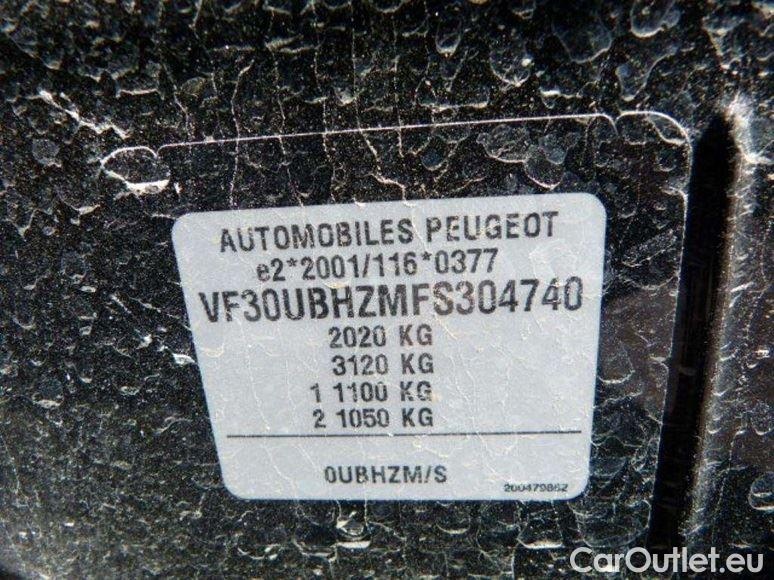 AUTOMOBILES PEUGEOT
e2*2001/116*0377
VF30UBHZMFS304740
2020 KG
3120 KG
1 1100 KG
2 1050 KG
0UBHZM/S
200479862
CarOutlet.eu